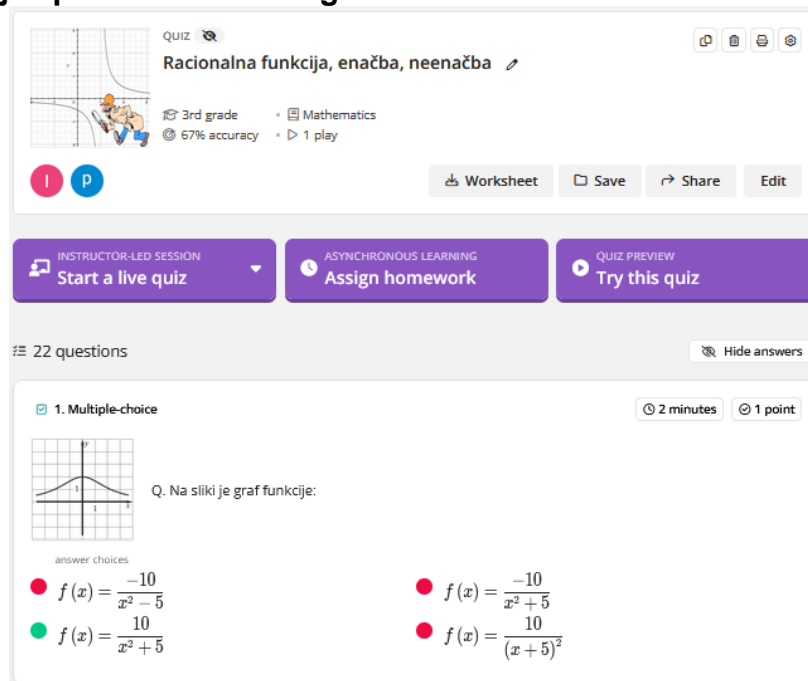 QUIZ
Racionalna funkcija, enačba, neenačba
3rd grade • Mathematics
67% accuracy • 1 play
I p
Worksheet Save Share Edit
INSTRUCTOR-LED SESSION
Start a live quiz
ASYNCHRONOUS LEARNING
Assign homework
QUIZ PREVIEW
Try this quiz
22 questions
Hide answers
1. Multiple-choice
2 minutes 1 point
y
1
1 x
Q. Na sliki je graf funkcije:
answer choices
f(x) = -10/(x² - 5)
f(x) = -10/(x² + 5)
f(x) = 10/(x² + 5)
f(x) = 10/(x + 5)²